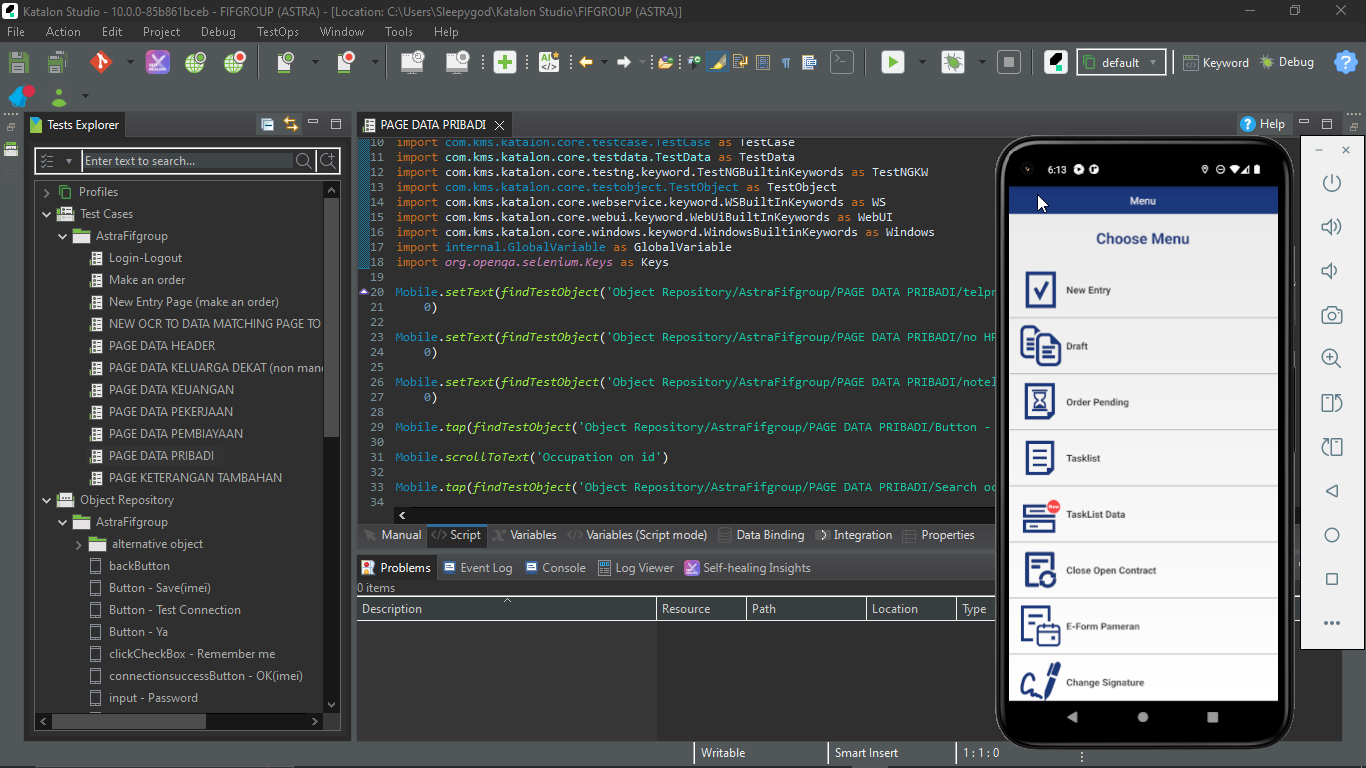 Katalon Studio - 10.0.0-85b861bceb - FIFGROUP (ASTRA) - [Location: C:\Users\Sleepygod\Katalon Studio\FIFGROUP (ASTRA)]
File Action Edit Project Debug TestOps Window Tools Help
default Keyword Debug
Tests Explorer
Enter text to search...
Profiles
Test Cases
AstraFifgroup
Login-Logout
Make an order
New Entry Page (make an order)
NEW OCR TO DATA MATCHING PAGE TO
PAGE DATA HEADER
PAGE DATA KELUARGA DEKAT (non man
PAGE DATA KEUANGAN
PAGE DATA PEKERJAAN
PAGE DATA PEMBIAYAAN
PAGE DATA PRIBADI
PAGE KETERANGAN TAMBAHAN
Object Repository
AstraFifgroup
alternative object
backButton
Button - Save(imei)
Button - Test Connection
Button - Ya
clickCheckBox - Remember me
connectionsuccessButton - OK(imei)
input - Password
PAGE DATA PRIBADI
Help
10 import com.kms.katalon.core.testcase.TestCase as TestCase
11 import com.kms.katalon.core.testdata.TestData as TestData
12 import com.kms.katalon.core.testng.keyword.TestNGBuiltinKeywords as TestNGKW
13 import com.kms.katalon.core.testobject.TestObject as TestObject
14 import com.kms.katalon.core.webservice.keyword.WSBuiltInKeywords as WS
15 import com.kms.katalon.core.webui.keyword.WebUiBuiltInKeywords as WebUI
16 import com.kms.katalon.core.windows.keyword.WindowsBuiltinKeywords as Windows
17 import internal.GlobalVariable as GlobalVariable
18 import org.openqa.selenium.Keys as Keys
19
20 Mobile.setText(findTestObject('Object Repository/AstraFifgroup/PAGE DATA PRIBADI/telpr
21 0)
22
23 Mobile.setText(findTestObject('Object Repository/AstraFifgroup/PAGE DATA PRIBADI/no HP
24 0)
25
26 Mobile.setText(findTestObject('Object Repository/AstraFifgroup/PAGE DATA PRIBADI/notel
27 0)
28
29 Mobile.tap(findTestObject('Object Repository/AstraFifgroup/PAGE DATA PRIBADI/Button -
30
31 Mobile.scrollToText('Occupation on id')
32
33 Mobile.tap(findTestObject('Object Repository/AstraFifgroup/PAGE DATA PRIBADI/Search oc
34
Manual Script Variables Variables (Script mode) Data Binding Integration Properties
Problems Event Log Console Log Viewer Self-healing Insights
0 items
Description Resource Path Location Type
Writable Smart Insert 1 : 1 : 0
6:13
Menu
Choose Menu
New Entry
Draft
Order Pending
Tasklist
TaskList Data
Close Open Contract
E-Form Pameran
Change Signature